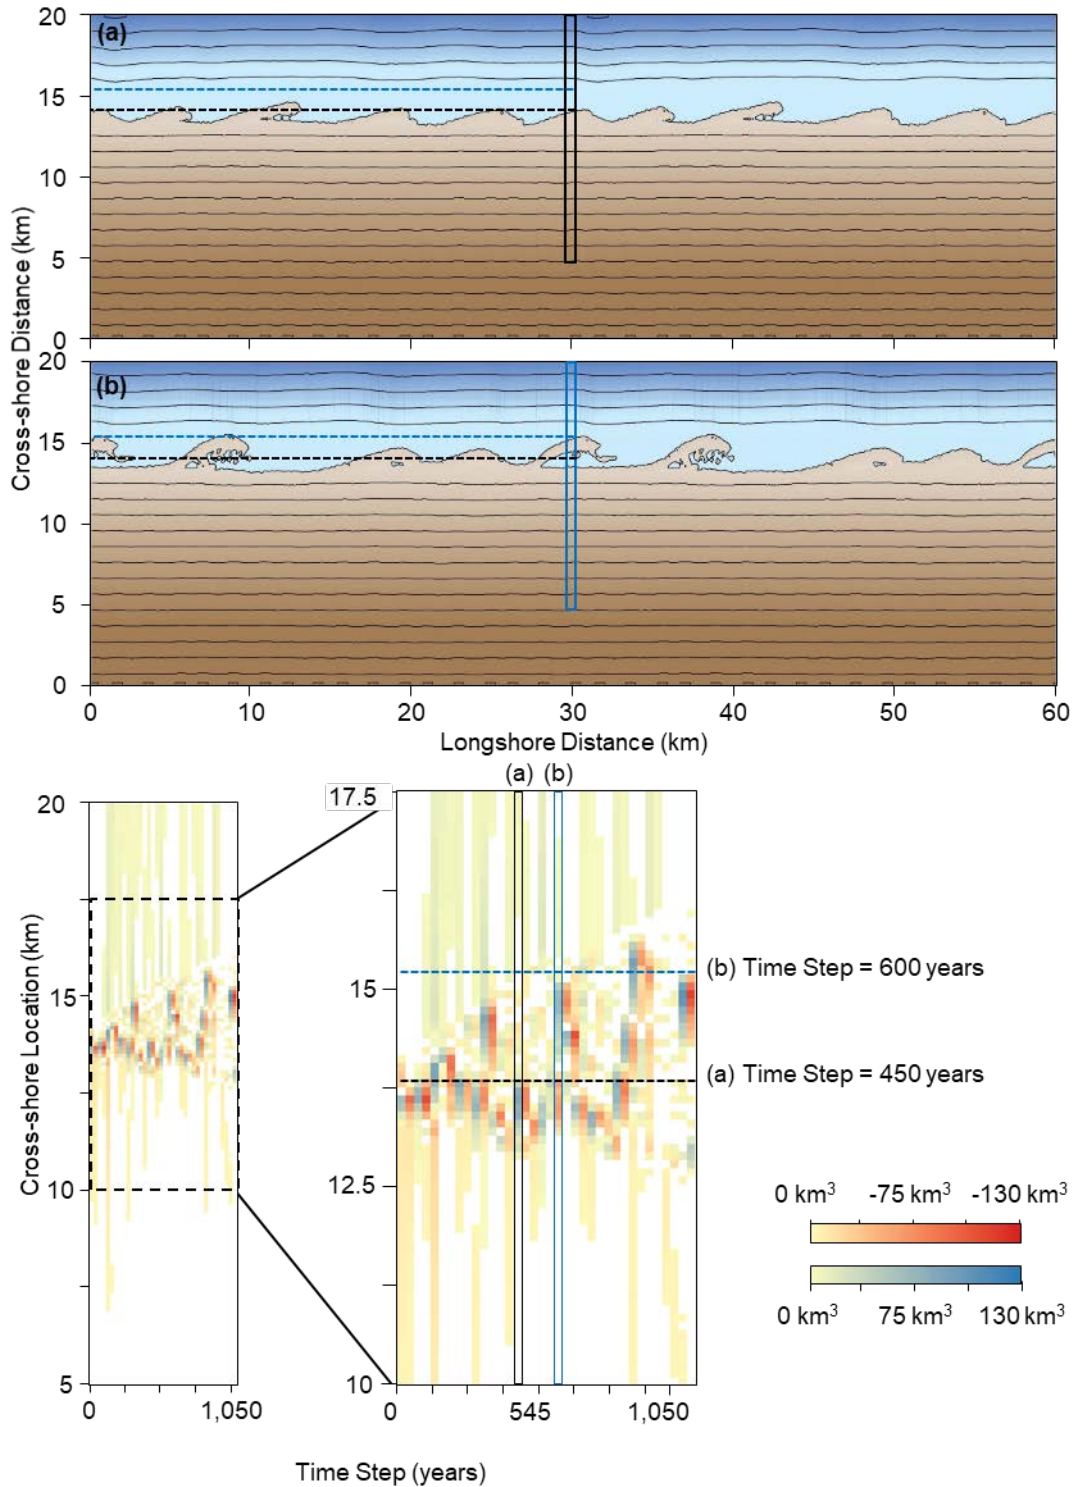 20
(a)
15
10
5
0
20
(b)
15
10
5
0
Cross-shore Distance (km)
0 10 20 30 40 50 60
Longshore Distance (km)
(a) (b)
20
15
10
5
Cross-shore Location (km)
0 1,050
17.5
15
12.5
10
0 545 1,050
(b) Time Step = 600 years
(a) Time Step = 450 years
0 km³ -75 km³ -130 km³
0 km³ 75 km³ 130 km³
Time Step (years)